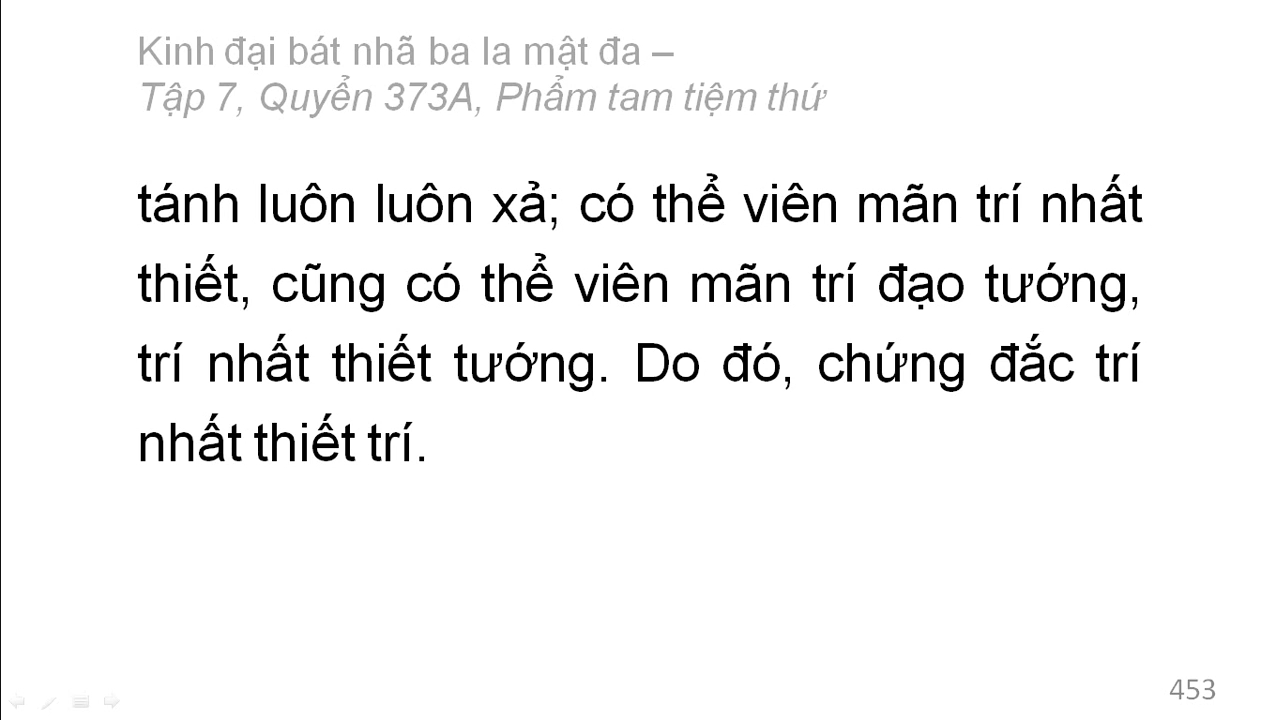 Kinh đại bát nhã ba la mật đa –
Tập 7, Quyển 373A, Phẩm tam tiệm thứ
tánh luôn luôn xả; có thể viên mãn trí nhất
thiết, cũng có thể viên mãn trí đạo tướng,
trí nhất thiết tướng. Do đó, chứng đắc trí
nhất thiết trí.
453